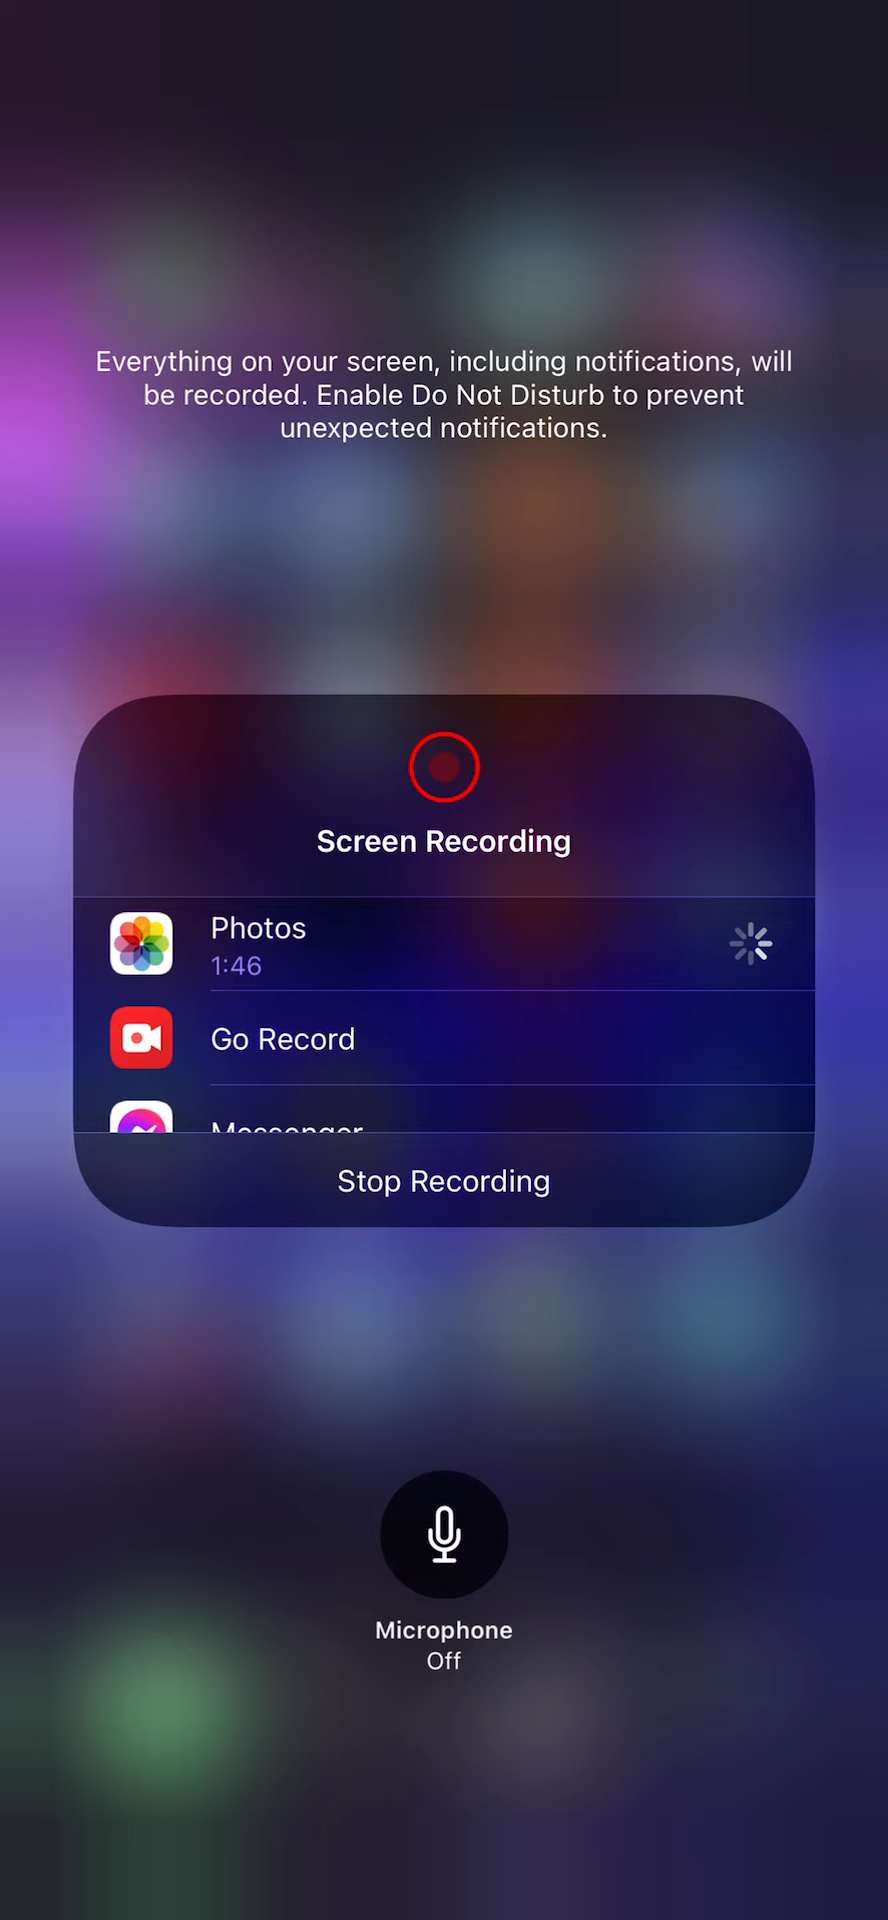 Everything on your screen, including notifications, will
be recorded. Enable Do Not Disturb to prevent
unexpected notifications.
Screen Recording
Photos
1:46
Go Record
Messenger
Stop Recording
Microphone
Off